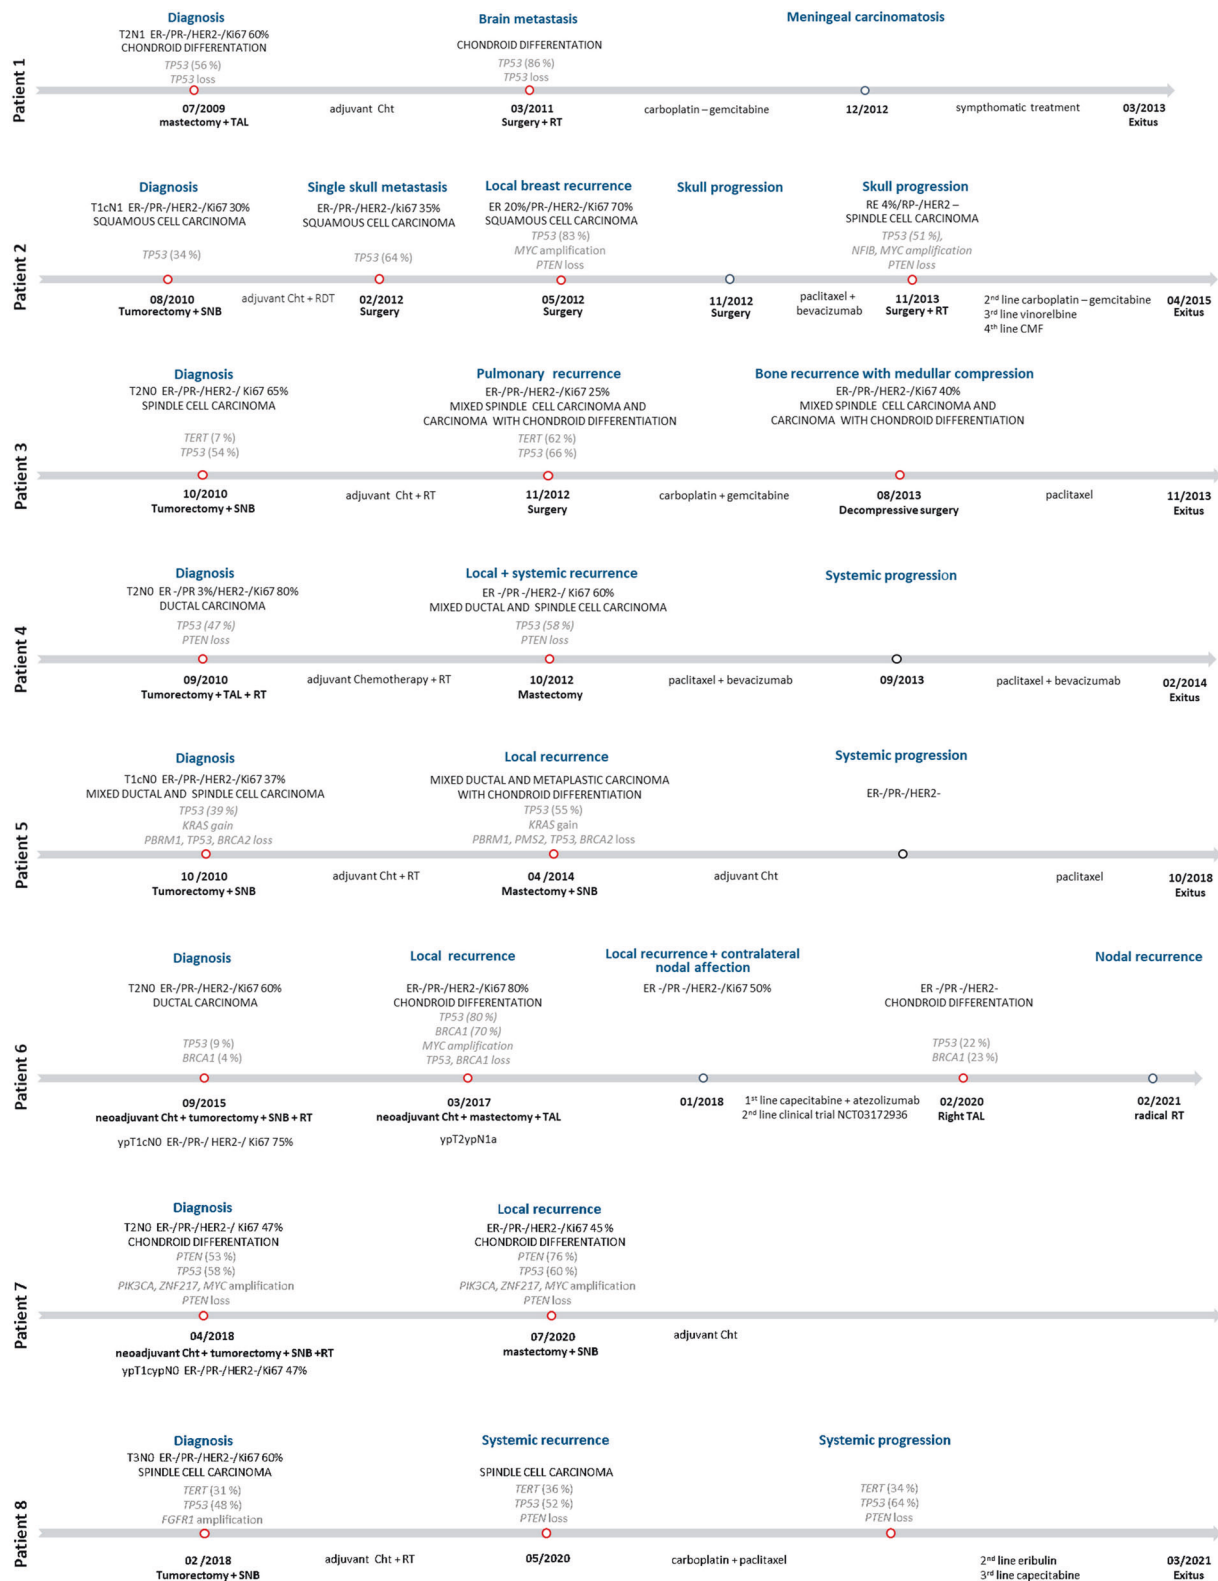 Patient 1
Diagnosis
T2N1 ER-/PR-/HER2-/Ki67 60%
CHONDROID DIFFERENTATION
TP53 (56 %)
TP53 loss
07/2009
mastectomy + TAL
adjuvant Cht
Brain metastasis
CHONDROID DIFFERENTATION
TP53 (86 %)
TP53 loss
03/2011
Surgery + RT
carboplatin – gemcitabine
Meningeal carcinomatosis
12/2012
sympthomatic treatment
03/2013
Exitus
Patient 2
Diagnosis
T1cN1 ER-/PR-/HER2-/Ki67 30%
SQUAMOUS CELL CARCINOMA
TP53 (34 %)
08/2010
Tumorectomy + SNB
adjuvant Cht + RDT
Single skull metastasis
ER-/PR-/HER2-/ki67 35%
SQUAMOUS CELL CARCINOMA
TP53 (64 %)
02/2012
Surgery
Local breast recurrence
ER 20%/PR-/HER2-/Ki67 70%
SQUAMOUS CELL CARCINOMA
TP53 (83 %)
MYC amplification
PTEN loss
05/2012
Surgery
Skull progression
11/2012
Surgery
paclitaxel +
bevacizumab
Skull progression
RE 4%/RP-/HER2 –
SPINDLE CELL CARCINOMA
TP53 (51 %),
NFIB, MYC amplification
PTEN loss
11/2013
Surgery + RT
2nd line carboplatin – gemcitabine
3rd line vinorelbine
4th line CMF
04/2015
Exitus
Patient 3
Diagnosis
T2N0 ER-/PR-/HER2-/ Ki67 65%
SPINDLE CELL CARCINOMA
TERT (7 %)
TP53 (54 %)
10/2010
Tumorectomy + SNB
adjuvant Cht + RT
Pulmonary recurrence
ER-/PR-/HER2-/Ki67 25%
MIXED SPINDLE CELL CARCINOMA AND
CARCINOMA WITH CHONDROID DIFFERENTIATION
TERT (62 %)
TP53 (66 %)
11/2012
Surgery
carboplatin + gemcitabine
Bone recurrence with medullar compression
ER-/PR-/HER2-/Ki67 40%
MIXED SPINDLE CELL CARCINOMA AND
CARCINOMA WITH CHONDROID DIFFERENTIATION
08/2013
Decompressive surgery
paclitaxel
11/2013
Exitus
Patient 4
Diagnosis
T2N0 ER -/PR 3%/HER2-/Ki67 80%
DUCTAL CARCINOMA
TP53 (47 %)
PTEN loss
09/2010
Tumorectomy + TAL + RT
adjuvant Chemotherapy + RT
Local + systemic recurrence
ER -/PR -/HER2-/ Ki67 60%
MIXED DUCTAL AND SPINDLE CELL CARCINOMA
TP53 (58 %)
PTEN loss
10/2012
Mastectomy
paclitaxel + bevacizumab
Systemic progression
09/2013
paclitaxel + bevacizumab
02/2014
Exitus
Patient 5
Diagnosis
T1cN0 ER-/PR-/HER2-/Ki67 37%
MIXED DUCTAL AND SPINDLE CELL CARCINOMA
TP53 (39 %)
KRAS gain
PBRM1, TP53, BRCA2 loss
10/2010
Tumorectomy + SNB
adjuvant Cht + RT
Local recurrence
MIXED DUCTAL AND METAPLASTIC CARCINOMA
WITH CHONDROID DIFFERENTIATION
TP53 (55 %)
KRAS gain
PBRM1, PMS2, TP53, BRCA2 loss
04 /2014
Mastectomy + SNB
adjuvant Cht
Systemic progression
ER-/PR-/HER2-
paclitaxel
10/2018
Exitus
Patient 6
Diagnosis
T2N0 ER-/PR-/HER2-/Ki67 60%
DUCTAL CARCINOMA
TP53 (9 %)
BRCA1 (4 %)
09/2015
neoadjuvant Cht + tumorectomy + SNB + RT
ypT1cN0 ER-/PR-/ HER2-/ Ki67 75%
Local recurrence
ER-/PR-/HER2-/Ki67 80%
CHONDROID DIFFERENTATION
TP53 (80 %)
BRCA1 (70 %)
MYC amplification
TP53, BRCA1 loss
03/2017
neoadjuvant Cht + mastectomy + TAL
ypT2ypN1a
Local recurrence + contralateral
nodal affection
ER -/PR -/HER2-/Ki67 50%
01/2018
1st line capecitabine + atezolizumab
2nd line clinical trial NCT03172936
ER -/PR -/HER2-
CHONDROID DIFFERENTATION
TP53 (22 %)
BRCA1 (23 %)
02/2020
Right TAL
Nodal recurrence
02/2021
radical RT
Patient 7
Diagnosis
T2N0 ER-/PR-/HER2-/ Ki67 47%
CHONDROID DIFFERENTATION
PTEN (53 %)
TP53 (58 %)
PIK3CA, ZNF217, MYC amplification
PTEN loss
04/2018
neoadjuvant Cht + tumorectomy + SNB +RT
ypT1cypN0 ER-/PR-/HER2-/Ki67 47%
Local recurrence
ER-/PR-/HER2-/Ki67 45 %
CHONDROID DIFFERENTATION
PTEN (76 %)
TP53 (60 %)
PIK3CA, ZNF217, MYC amplification
PTEN loss
07/2020
mastectomy + SNB
adjuvant Cht
Patient 8
Diagnosis
T3N0 ER-/PR-/HER2-/Ki67 60%
SPINDLE CELL CARCINOMA
TERT (31 %)
TP53 (48 %)
FGFR1 amplification
02 /2018
Tumorectomy + SNB
adjuvant Cht + RT
Systemic recurrence
SPINDLE CELL CARCINOMA
TERT (36 %)
TP53 (52 %)
PTEN loss
05/2020
carboplatin + paclitaxel
Systemic progression
TERT (34 %)
TP53 (64 %)
PTEN loss
2nd line eribulin
3rd line capecitabine
03/2021
Exitus